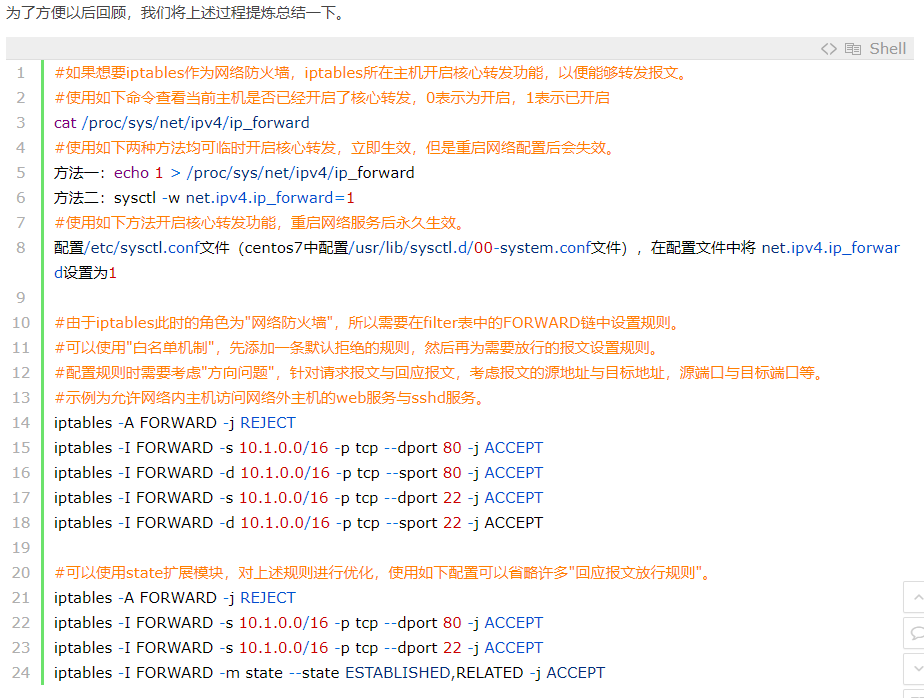 为了方便以后回顾，我们将上述过程提炼总结一下。
Shell
1 #如果想要iptables作为网络防火墙，iptables所在主机开启核心转发功能，以便能够转发报文。
2 #使用如下命令查看当前主机是否已经开启了核心转发，0表示为开启，1表示已开启
3 cat /proc/sys/net/ipv4/ip_forward
4 #使用如下两种方法均可临时开启核心转发，立即生效，但是重启网络配置后会失效。
5 方法一：echo 1 > /proc/sys/net/ipv4/ip_forward
6 方法二：sysctl -w net.ipv4.ip_forward=1
7 #使用如下方法开启核心转发功能，重启网络服务后永久生效。
8 配置/etc/sysctl.conf文件（centos7中配置/usr/lib/sysctl.d/00-system.conf文件），在配置文件中将 net.ipv4.ip_forwar
d设置为1
9
10 #由于iptables此时的角色为"网络防火墙"，所以需要在filter表中的FORWARD链中设置规则。
11 #可以使用"白名单机制"，先添加一条默认拒绝的规则，然后再为需要放行的报文设置规则。
12 #配置规则时需要考虑"方向问题"，针对请求报文与回应报文，考虑报文的源地址与目标地址，源端口与目标端口等。
13 #示例为允许网络内主机访问网络外主机的web服务与sshd服务。
14 iptables -A FORWARD -j REJECT
15 iptables -I FORWARD -s 10.1.0.0/16 -p tcp --dport 80 -j ACCEPT
16 iptables -I FORWARD -d 10.1.0.0/16 -p tcp --sport 80 -j ACCEPT
17 iptables -I FORWARD -s 10.1.0.0/16 -p tcp --dport 22 -j ACCEPT
18 iptables -I FORWARD -d 10.1.0.0/16 -p tcp --sport 22 -j ACCEPT
19
20 #可以使用state扩展模块，对上述规则进行优化，使用如下配置可以省略许多"回应报文放行规则"。
21 iptables -A FORWARD -j REJECT
22 iptables -I FORWARD -s 10.1.0.0/16 -p tcp --dport 80 -j ACCEPT
23 iptables -I FORWARD -s 10.1.0.0/16 -p tcp --dport 22 -j ACCEPT
24 iptables -I FORWARD -m state --state ESTABLISHED,RELATED -j ACCEPT